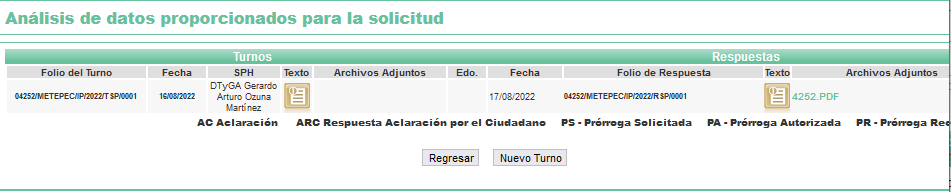 Análisis de datos proporcionados para la solicitud
Turnos Respuestas
Folio del Turno Fecha SPH Texto Archivos Adjuntos Edo. Fecha Folio de Respuesta Texto Archivos Adjuntos
04252/METEPEC/IP/2022/TSP/0001 16/08/2022 DTyGA Gerardo Arturo Ozuna Martínez 17/08/2022 04252/METEPEC/IP/2022/RSP/0001 4252.PDF
AC Aclaración ARC Respuesta Aclaración por el Ciudadano PS - Prórroga Solicitada PA - Prórroga Autorizada PR - Prórroga Rec
Regresar Nuevo Turno